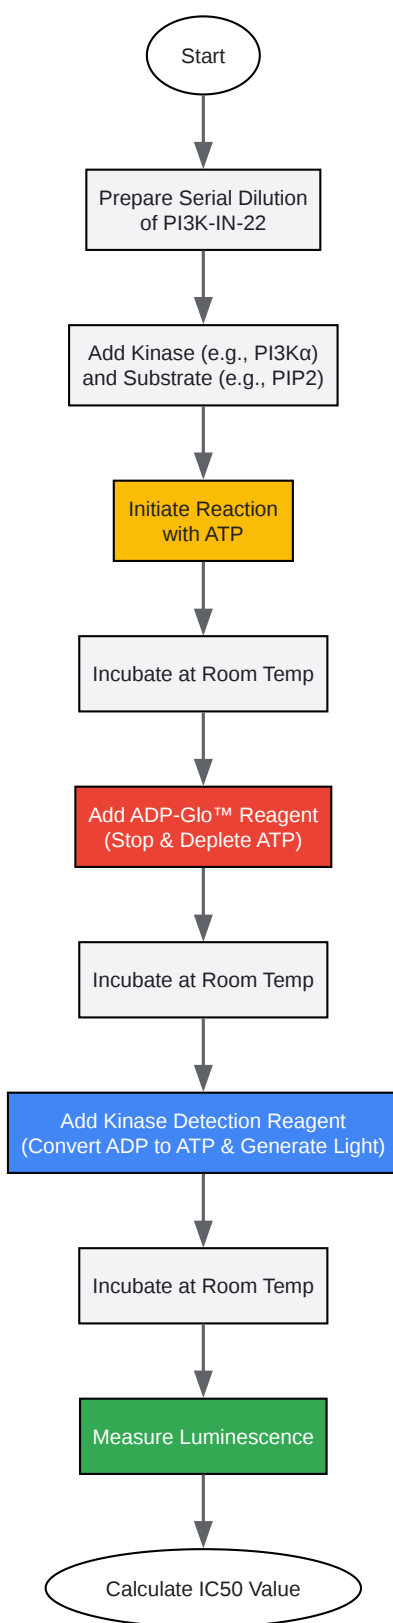 Start
Prepare Serial Dilution
of PI3K-IN-22
Add Kinase (e.g., PI3Kα)
and Substrate (e.g., PIP2)
Initiate Reaction
with ATP
Incubate at Room Temp
Add ADP-Glo™ Reagent
(Stop & Deplete ATP)
Incubate at Room Temp
Add Kinase Detection Reagent
(Convert ADP to ATP & Generate Light)
Incubate at Room Temp
Measure Luminescence
Calculate IC50 Value